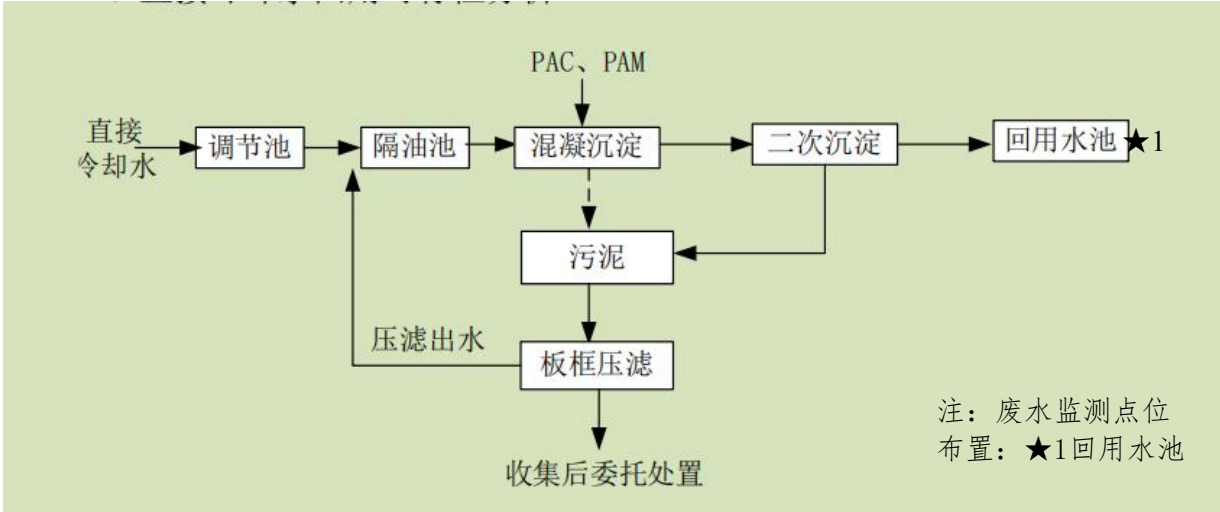 PAC、PAM
直接
冷却水
调节池
隔油池
混凝沉淀
二次沉淀
回用水池★1
污泥
压滤出水
板框压滤
收集后委托处置
注：废水监测点位
布置：★1回用水池